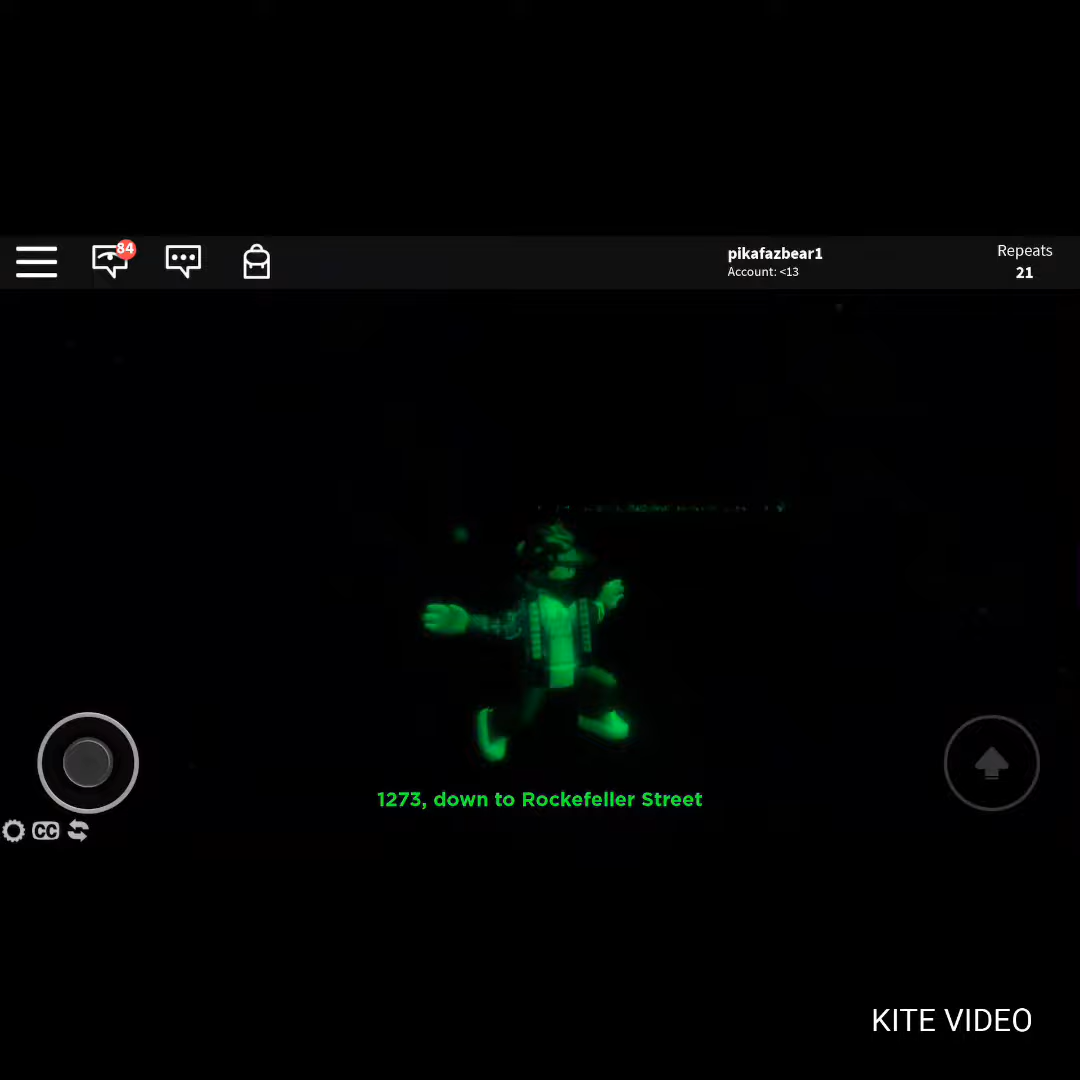 84
pikafazbear1
Account: <13
Repeats
21
1273, down to Rockefeller Street
CC
KITE VIDEO